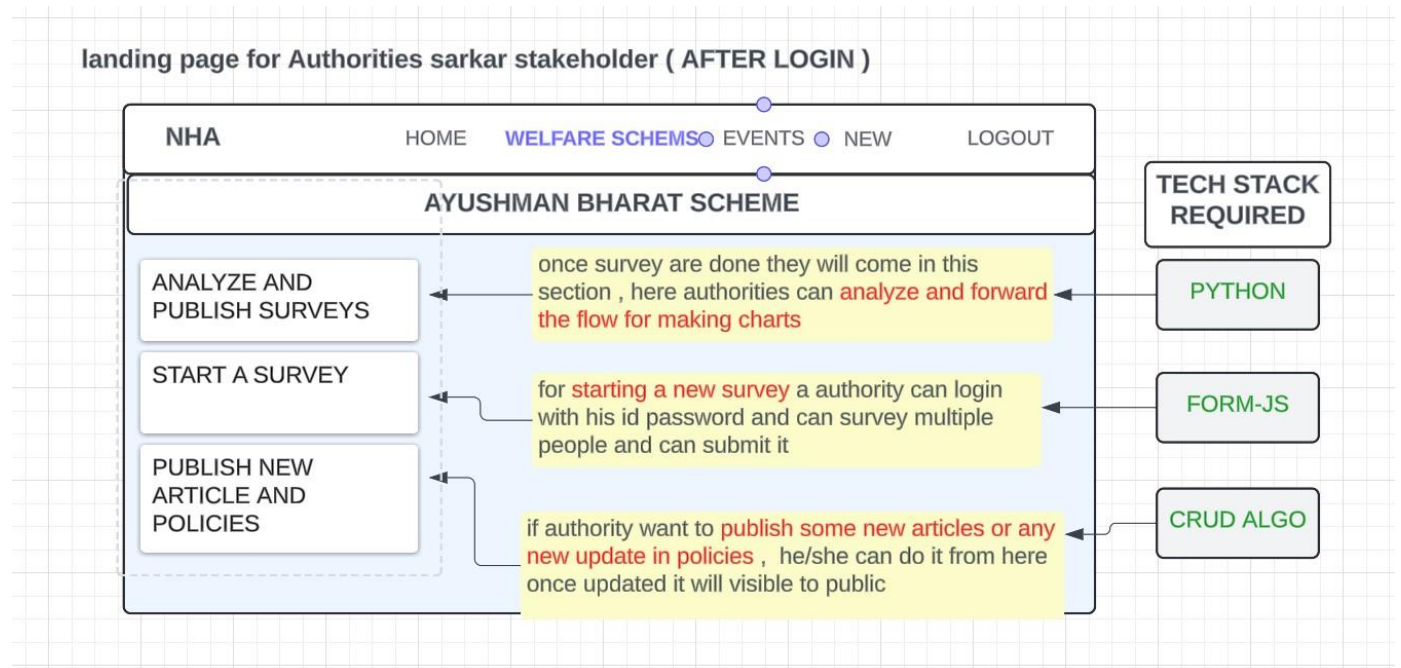 landing page for Authorities sarkar stakeholder ( AFTER LOGIN )
NHA HOME WELFARE SCHEMS EVENTS NEW LOGOUT
AYUSHMAN BHARAT SCHEME
TECH STACK
REQUIRED
ANALYZE AND
PUBLISH SURVEYS
once survey are done they will come in this
section , here authorities can analyze and forward
the flow for making charts
PYTHON
START A SURVEY
for starting a new survey a authority can login
with his id password and can survey multiple
people and can submit it
FORM-JS
PUBLISH NEW
ARTICLE AND
POLICIES
if authority want to publish some new articles or any
new update in policies , he/she can do it from here
once updated it will visible to public
CRUD ALGO